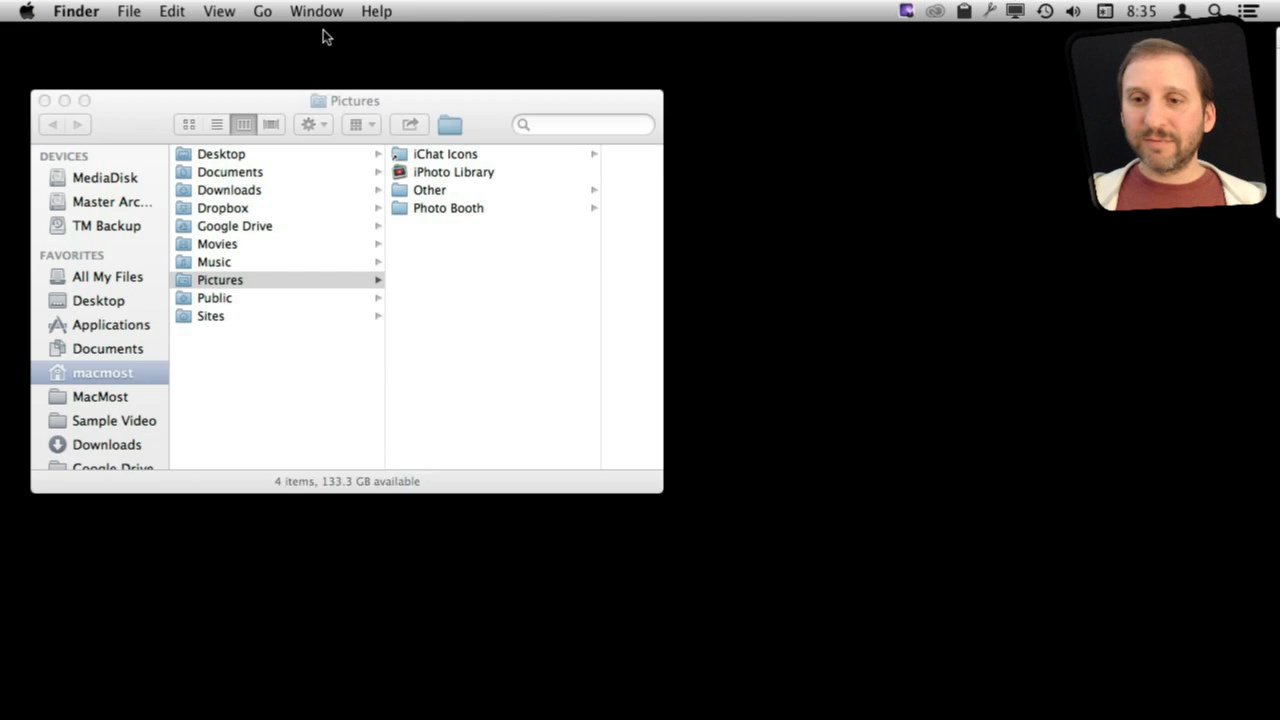 Finder File Edit View Go Window Help 8:35
Pictures
DEVICES
MediaDisk
Master Arc...
TM Backup
FAVORITES
All My Files
Desktop
Applications
Documents
macmost
MacMost
Sample Video
Downloads
Google Drive
Desktop
Documents
Downloads
Dropbox
Google Drive
Movies
Music
Pictures
Public
Sites
iChat Icons
iPhoto Library
Other
Photo Booth
4 items, 133.3 GB available